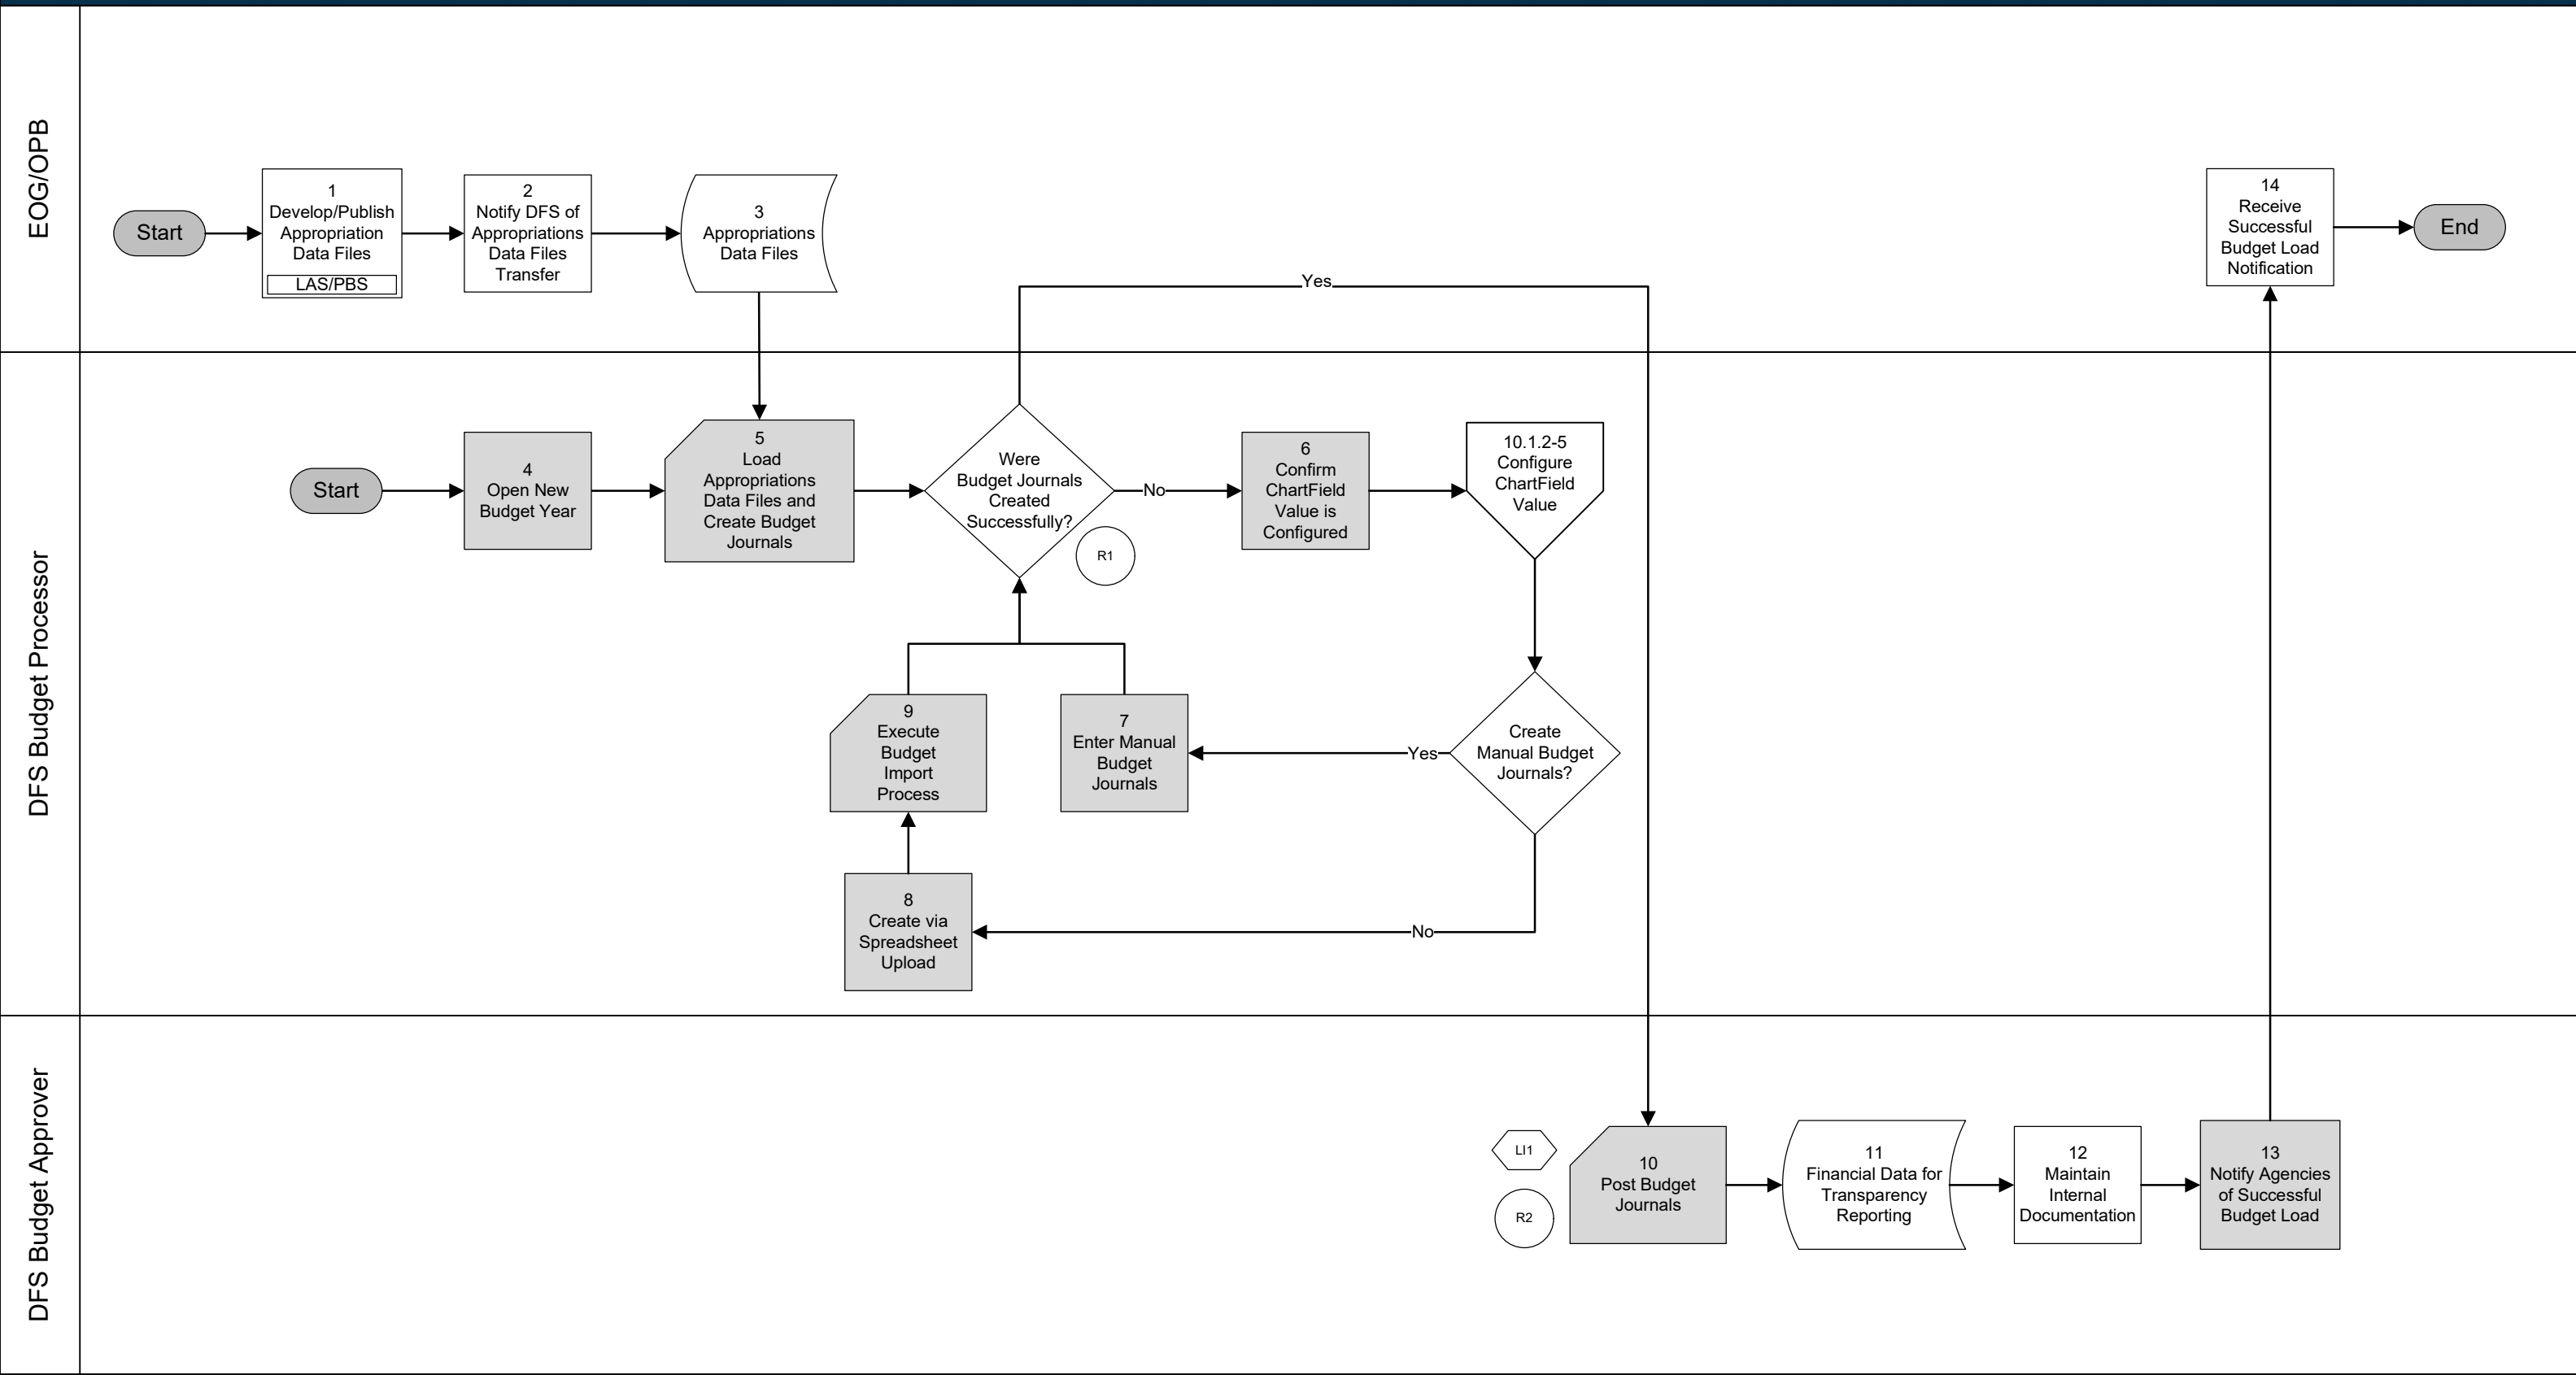 EOG/OPB
Start
1
Develop/Publish
Appropriation
Data Files
LAS/PBS
2
Notify DFS of
Appropriations
Data Files
Transfer
3
Appropriations
Data Files
Yes
14
Receive
Successful
Budget Load
Notification
End
DFS Budget Processor
Start
4
Open New
Budget Year
5
Load
Appropriations
Data Files and
Create Budget
Journals
Were
Budget Journals
Created
Successfully?
R1
No
6
Confirm
ChartField
Value is
Configured
10.1.2-5
Configure
ChartField
Value
Create
Manual Budget
Journals?
Yes
7
Enter Manual
Budget
Journals
9
Execute
Budget
Import
Process
No
8
Create via
Spreadsheet
Upload
DFS Budget Approver
LI1
R2
10
Post Budget
Journals
11
Financial Data for
Transparency
Reporting
12
Maintain
Internal
Documentation
13
Notify Agencies
of Successful
Budget Load